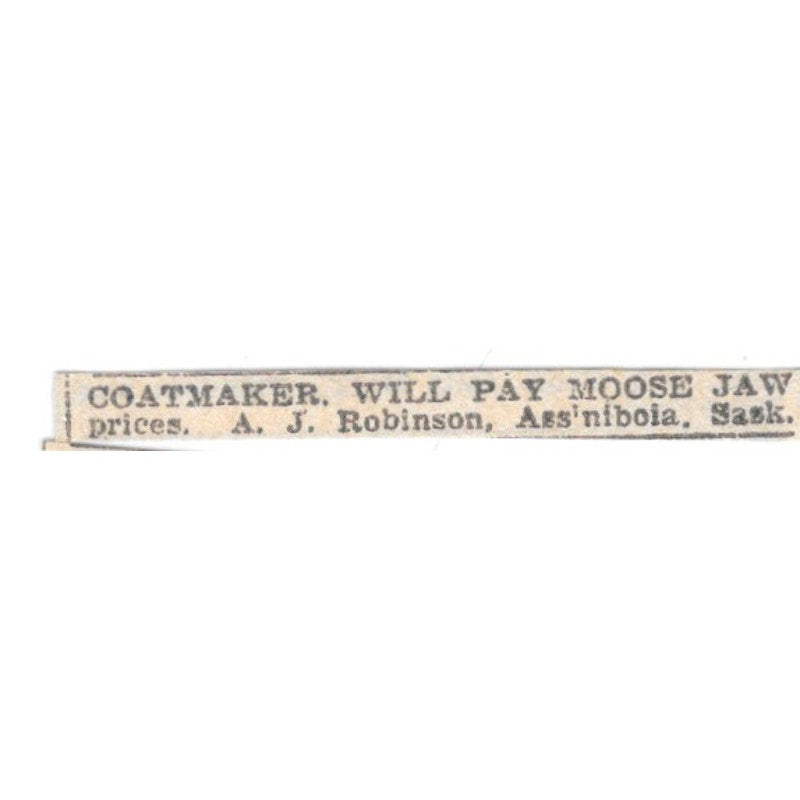 COATMAKER. WILL PAY MOOSE JAW
prices. A. J. Robinson, Ass'niboia. Sask.